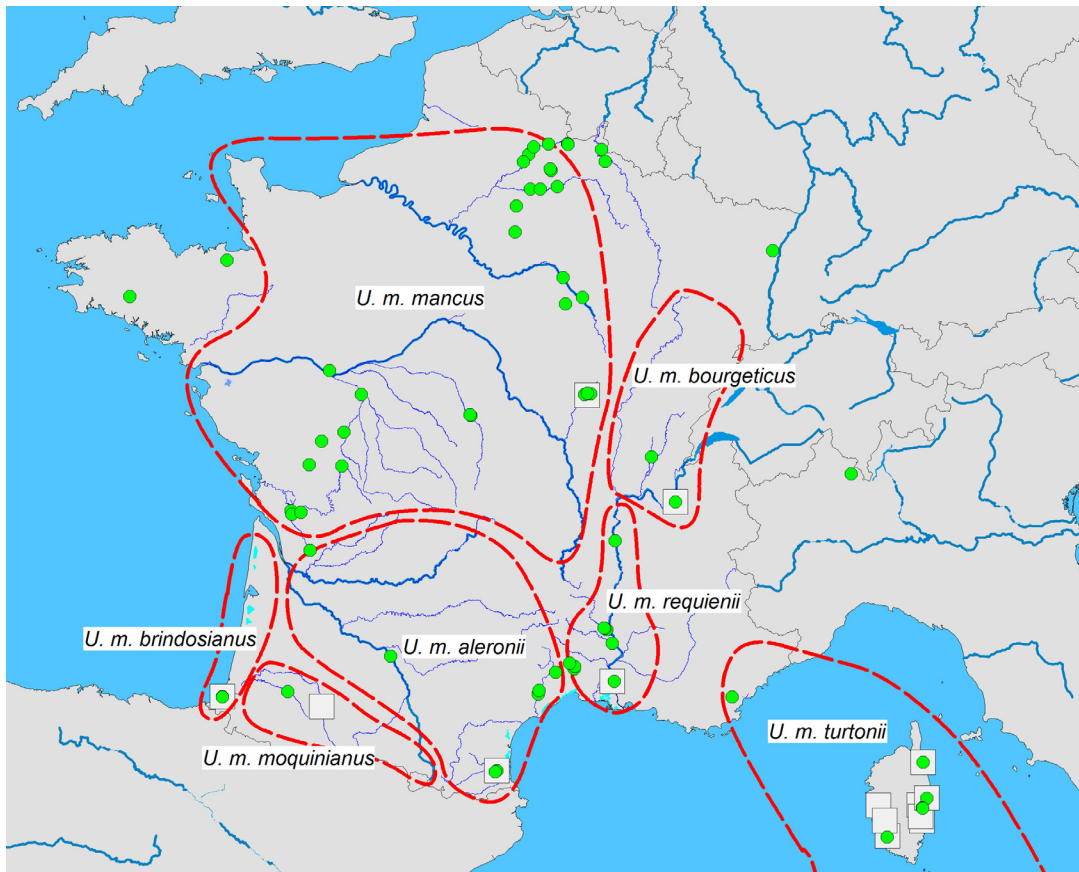 U. m. mancus
U. m. bourgeticus
U. m. requienii
U. m. brindosianus
U. m. aleronii
U. m. turtonii
U. m. moquinianus